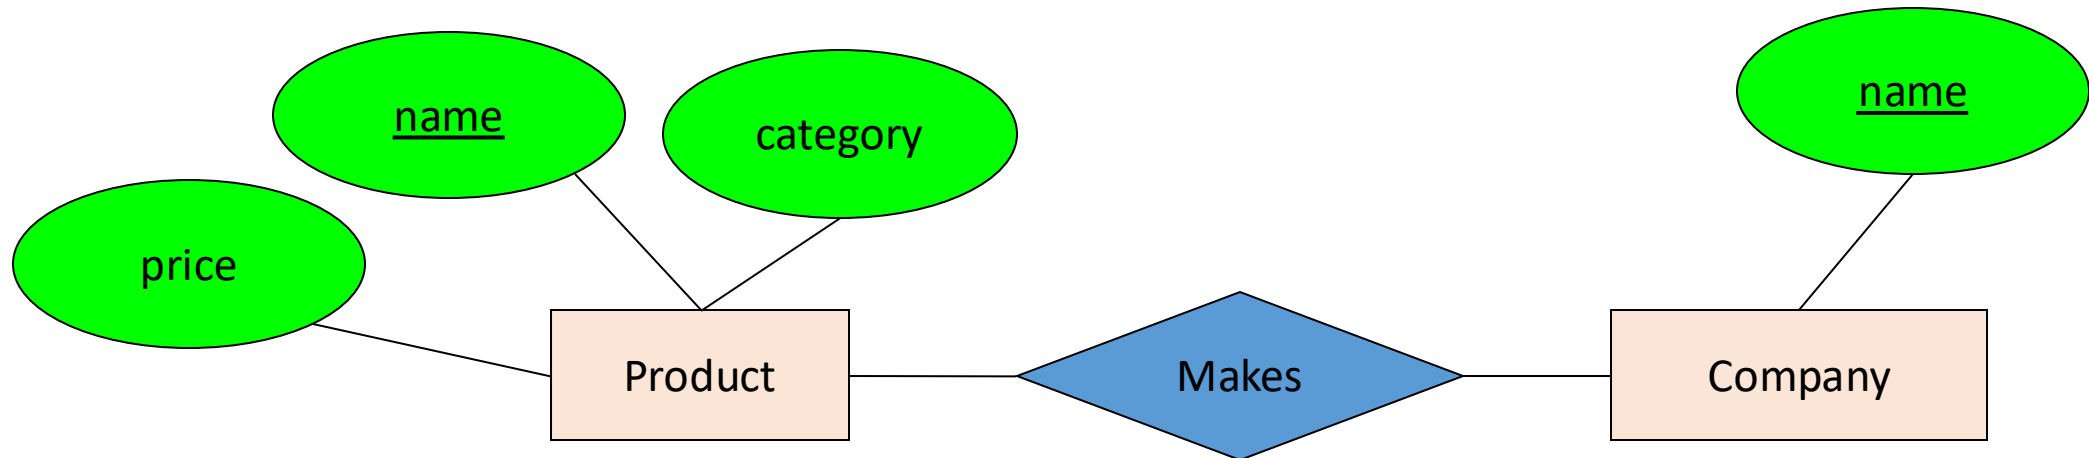 name
name
category
price
Product
Makes
Company